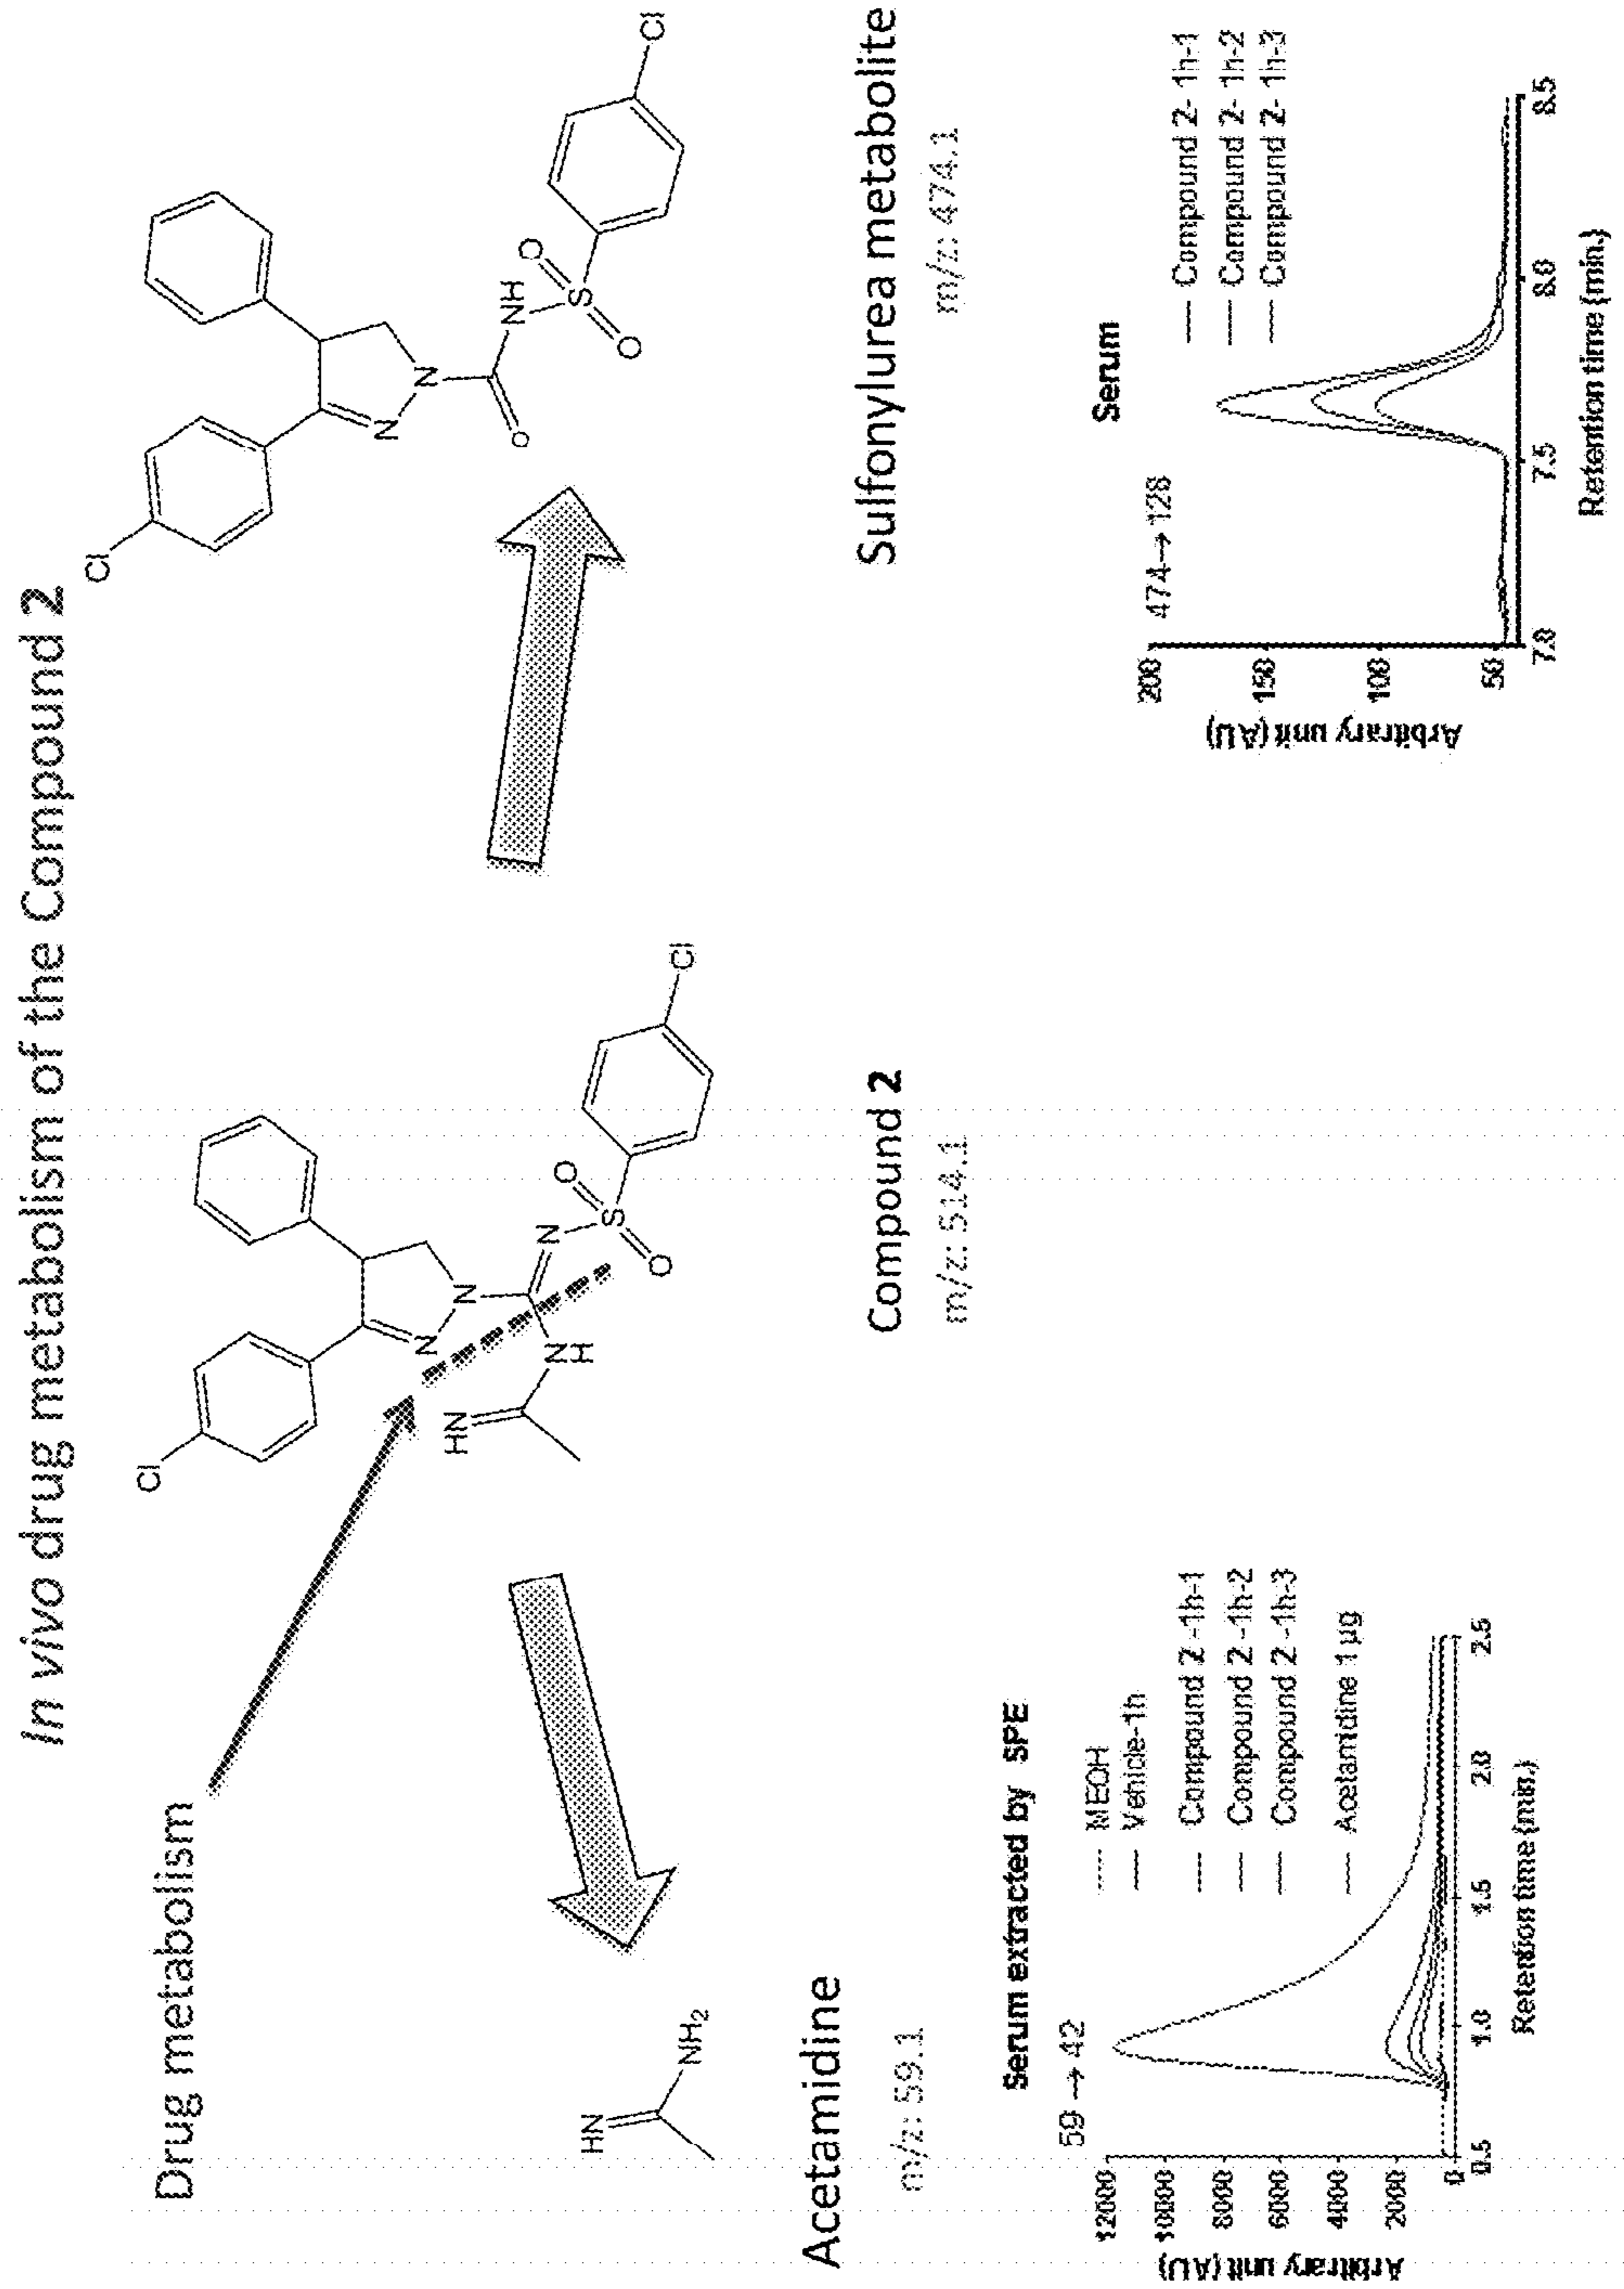 In vivo drug metabolism of the Compound 2
Drug metabolism
HN
NH2
Acetamidine
m/z: 59.1
Cl
N
N
HN
N
H
N
O
S
O
Cl
Compound 2
m/z: 514.1
Cl
N
N
O
NH
O
S
O
Cl
Sulfonylurea metabolite
m/z: 474.1
Serum extracted by SPE
59 → 42
MEOH
Vehicle-1h
Compound 2 -1h-1
Compound 2 -1h-2
Compound 2 -1h-3
Acetamidine 1 µg
Arbitrary unit (AU)
12000
10000
8000
6000
4000
2000
0
0.5
1.0
1.5
2.0
2.5
Retention time (min.)
Serum
474→128
Compound 2- 1h-1
Compound 2- 1h-2
Compound 2- 1h-3
Arbitrary unit (AU)
200
150
100
50
7.0
7.5
8.0
8.5
Retention time (min.)